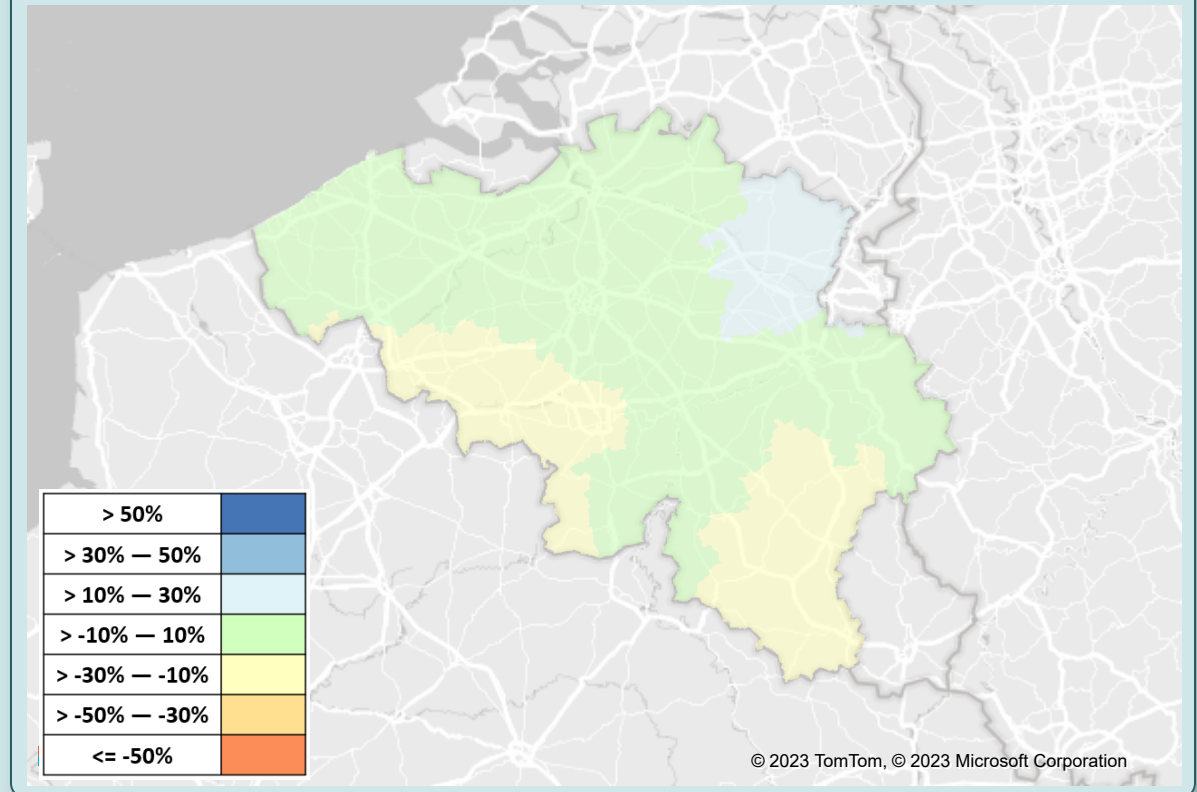 > 50%
> 30% — 50%
> 10% — 30%
> -10% — 10%
> -30% — -10%
> -50% — -30%
<= -50%
© 2023 TomTom, © 2023 Microsoft Corporation